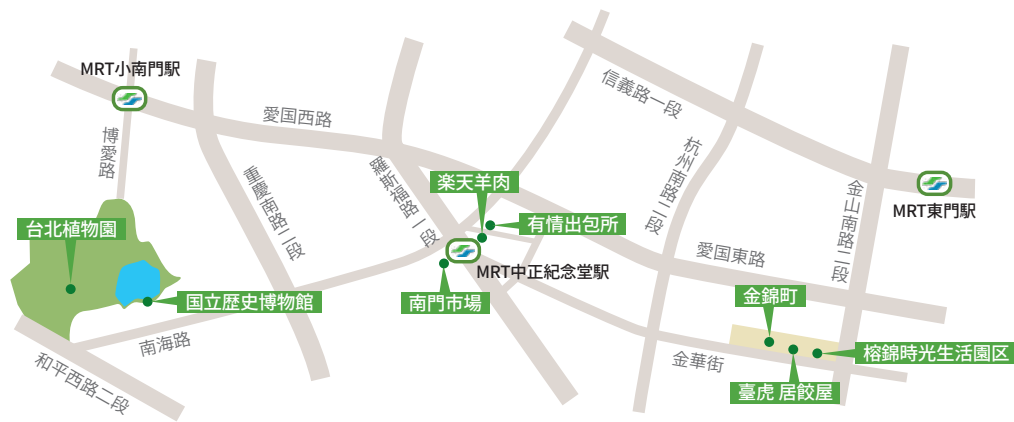 MRT小南門駅
信義路一段
愛国西路
博愛路
杭州南路二段
羅斯福路一段
重慶南路二段
楽天羊肉
金山南路二段
MRT東門駅
有情出包所
台北植物園
愛国東路
MRT中正紀念堂駅
国立歴史博物館
南門市場
金錦町
南海路
榕錦時光生活園区
金華街
和平西路二段
臺虎 居餃屋